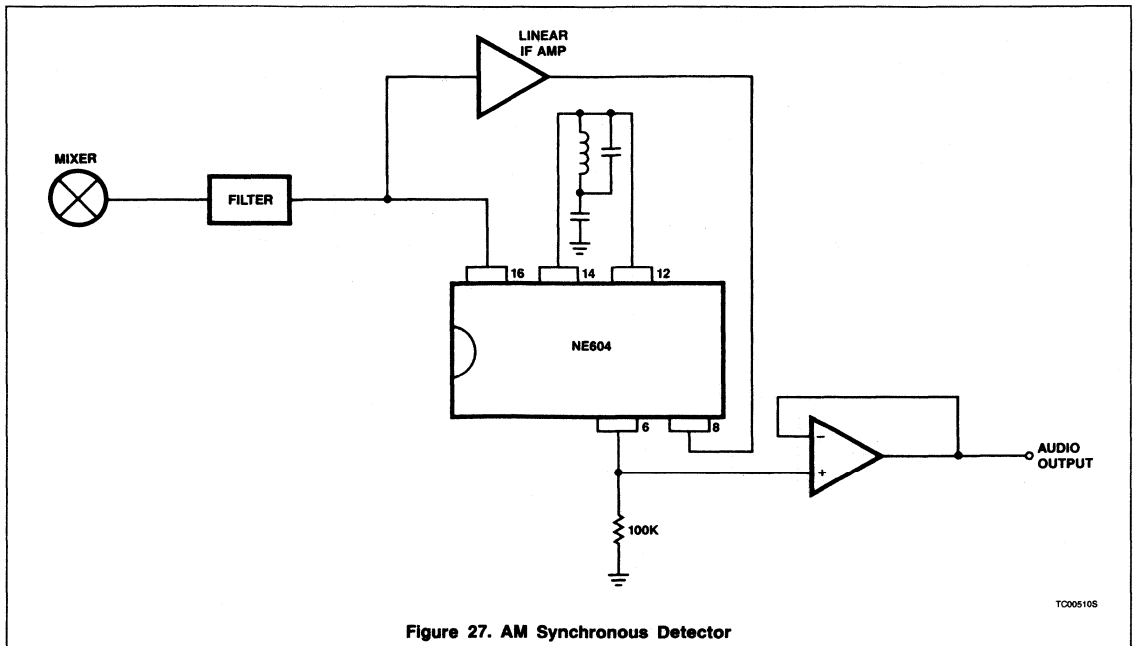 LINEAR
IF AMP
MIXER
FILTER
16
14
12
NE604
6
8
−
+
AUDIO
OUTPUT
100K
TC00510S
Figure 27. AM Synchronous Detector